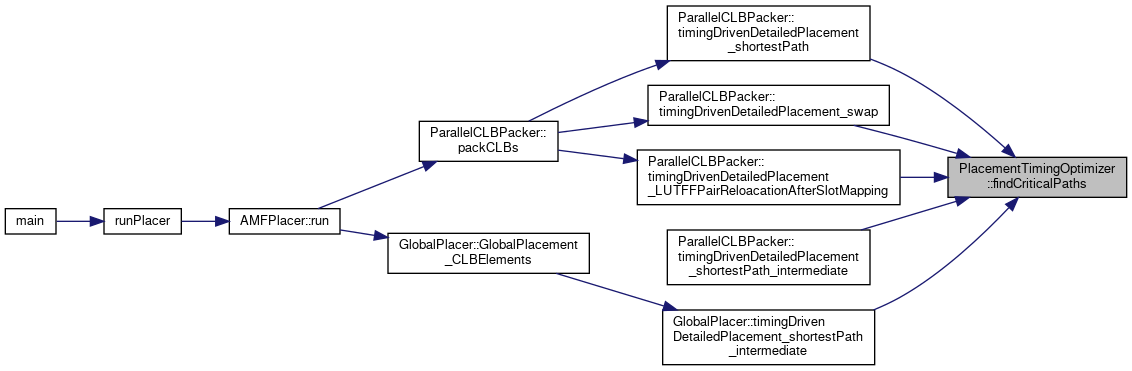 ParallelCLBPacker::
timingDrivenDetailedPlacement
_shortestPath
ParallelCLBPacker::
timingDrivenDetailedPlacement_swap
ParallelCLBPacker::
packCLBs
ParallelCLBPacker::
timingDrivenDetailedPlacement
_LUTFFPairReloacationAfterSlotMapping
PlacementTimingOptimizer
::findCriticalPaths
main
runPlacer
AMFPlacer::run
GlobalPlacer::GlobalPlacement
_CLBElements
ParallelCLBPacker::
timingDrivenDetailedPlacement
_shortestPath_intermediate
GlobalPlacer::timingDriven
DetailedPlacement_shortestPath
_intermediate